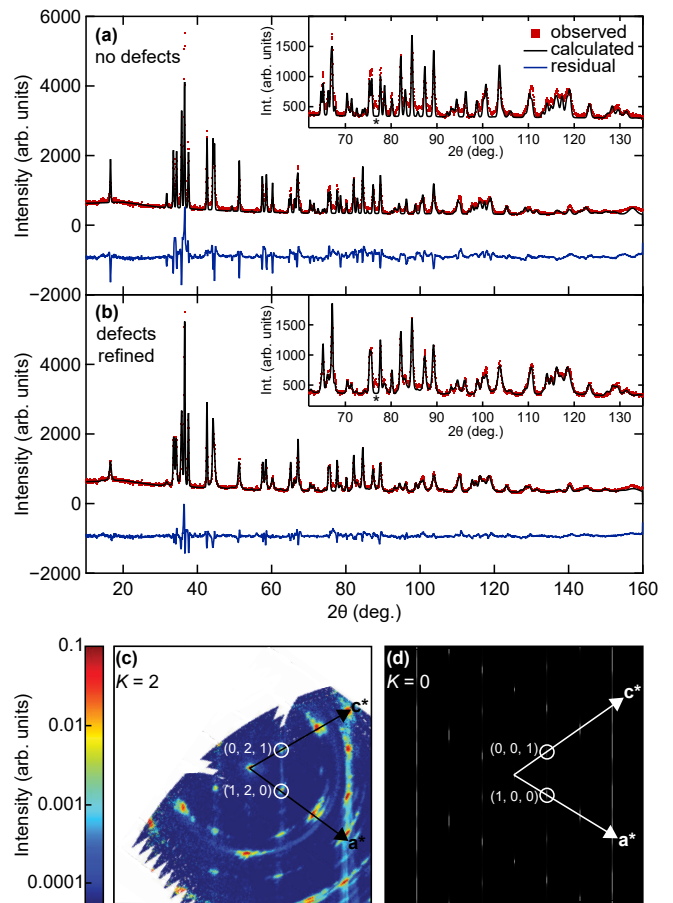 (a)
no defects
observed
calculated
residual
Intensity (arb. units)
6000
4000
2000
0
−2000
Int. (arb. units)
1500
1000
500
*
70 80 90 100 110 120 130
2θ (deg.)
(b)
defects
refined
Intensity (arb. units)
6000
4000
2000
0
−2000
Int. (arb. units)
1500
1000
500
*
70 80 90 100 110 120 130
2θ (deg.)
20 40 60 80 100 120 140 160
2θ (deg.)
Intensity (arb. units)
0.1
0.01
0.001
0.0001
(c)
K = 2
c*
(0, 2, 1)
(1, 2, 0)
a*
(d)
K = 0
c*
(0, 0, 1)
(1, 0, 0)
a*